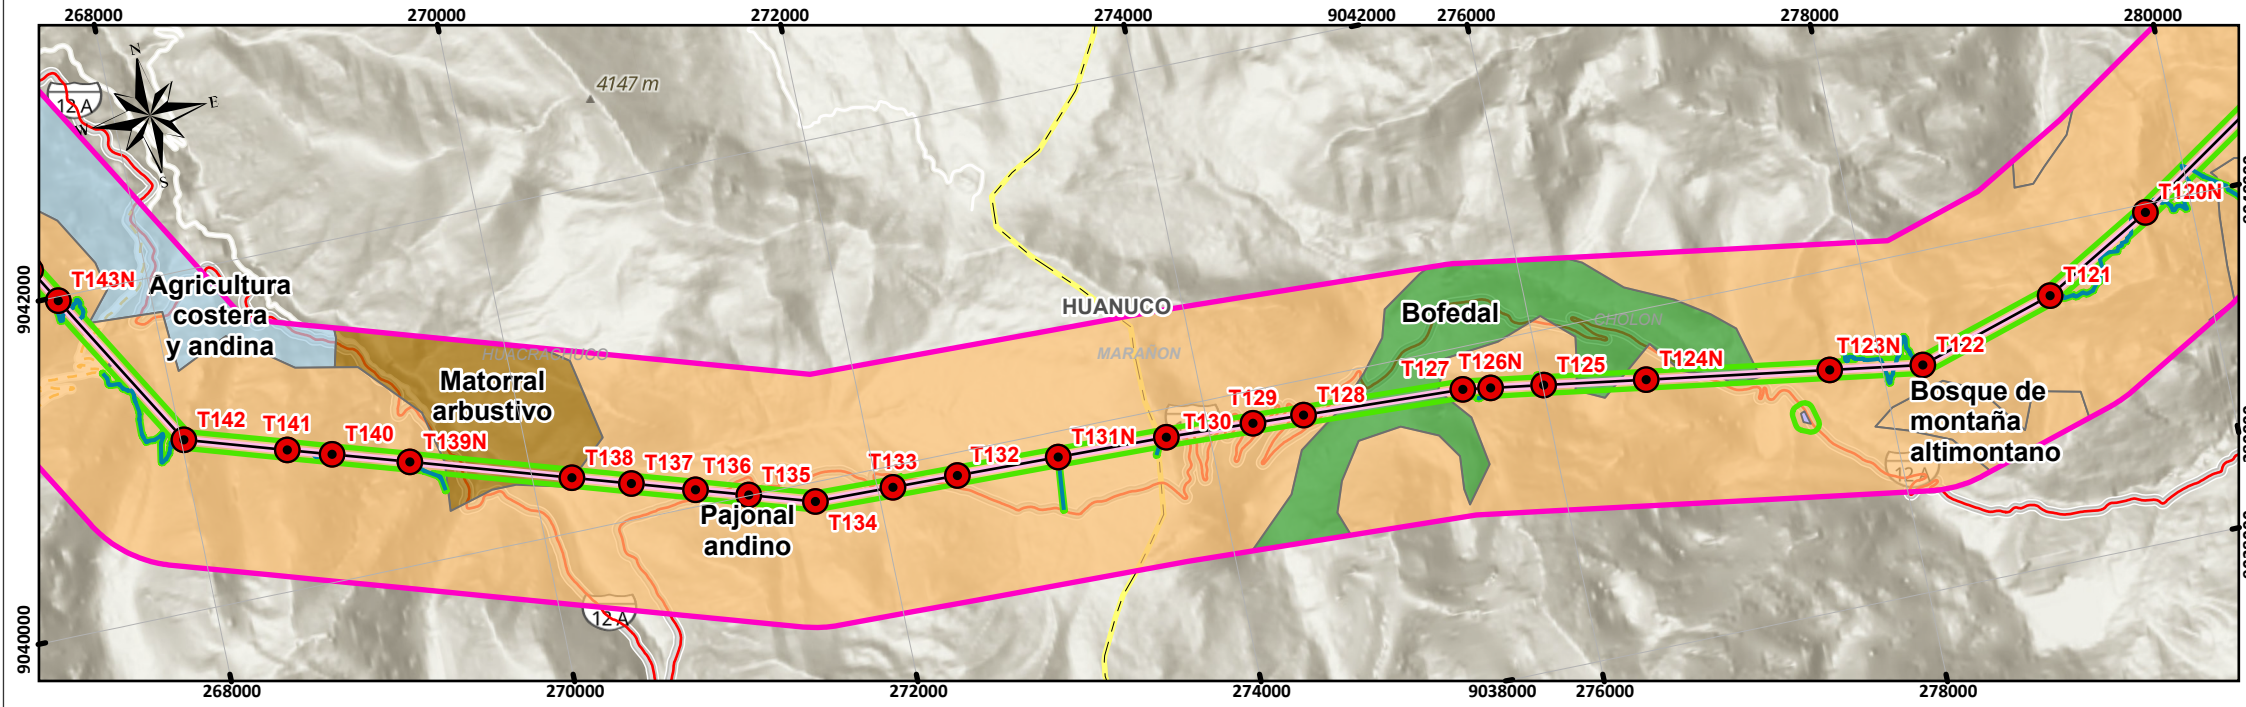 268000
270000
272000
274000
9042000
276000
278000
280000
N
E
W
S
12 A
4147 m
T120N
T143N
Agricultura
costera
y andina
9042000
HUANUCO
MARAÑON
HUACRACHUCO
CHOLON
Bofedal
T121
T122
T123N
T124N
T125
T126N
T127
T128
T129
T130
T131N
T132
T133
T134
T135
T136
T137
T138
T139N
T140
T141
T142
Matorral
arbustivo
Bosque de
montaña
altimontano
12 A
Pajonal
andino
12 A
9040000
268000
270000
272000
274000
9038000
276000
278000